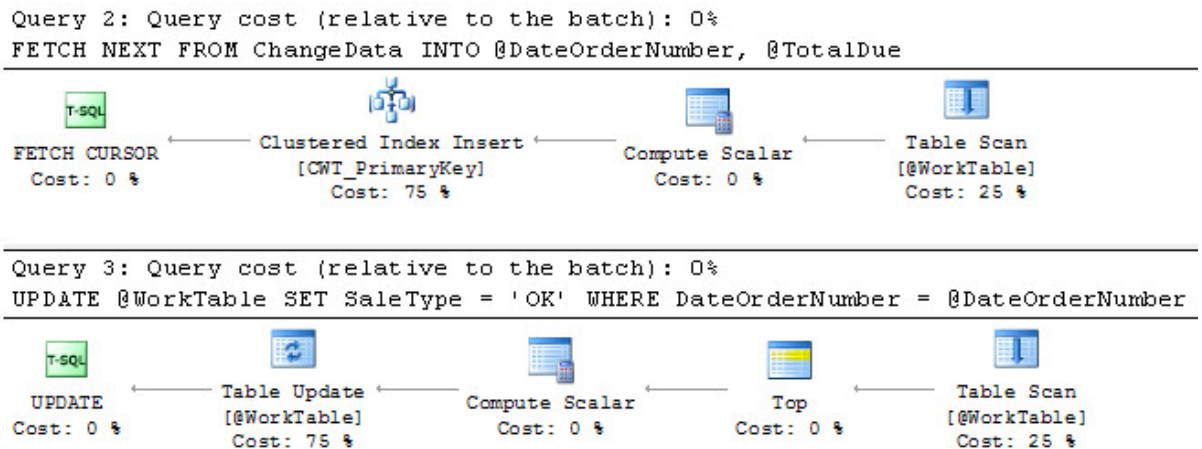 Query 2: Query cost (relative to the batch): 0%
FETCH NEXT FROM ChangeData INTO @DateOrderNumber, @TotalDue
T-SQL
FETCH CURSOR
Cost: 0 %
Clustered Index Insert
[CWT_PrimaryKey]
Cost: 75 %
Compute Scalar
Cost: 0 %
Table Scan
[@WorkTable]
Cost: 25 %
Query 3: Query cost (relative to the batch): 0%
UPDATE @WorkTable SET SaleType = 'OK' WHERE DateOrderNumber = @DateOrderNumber
T-SQL
UPDATE
Cost: 0 %
Table Update
[@WorkTable]
Cost: 75 %
Compute Scalar
Cost: 0 %
Top
Cost: 0 %
Table Scan
[@WorkTable]
Cost: 25 %